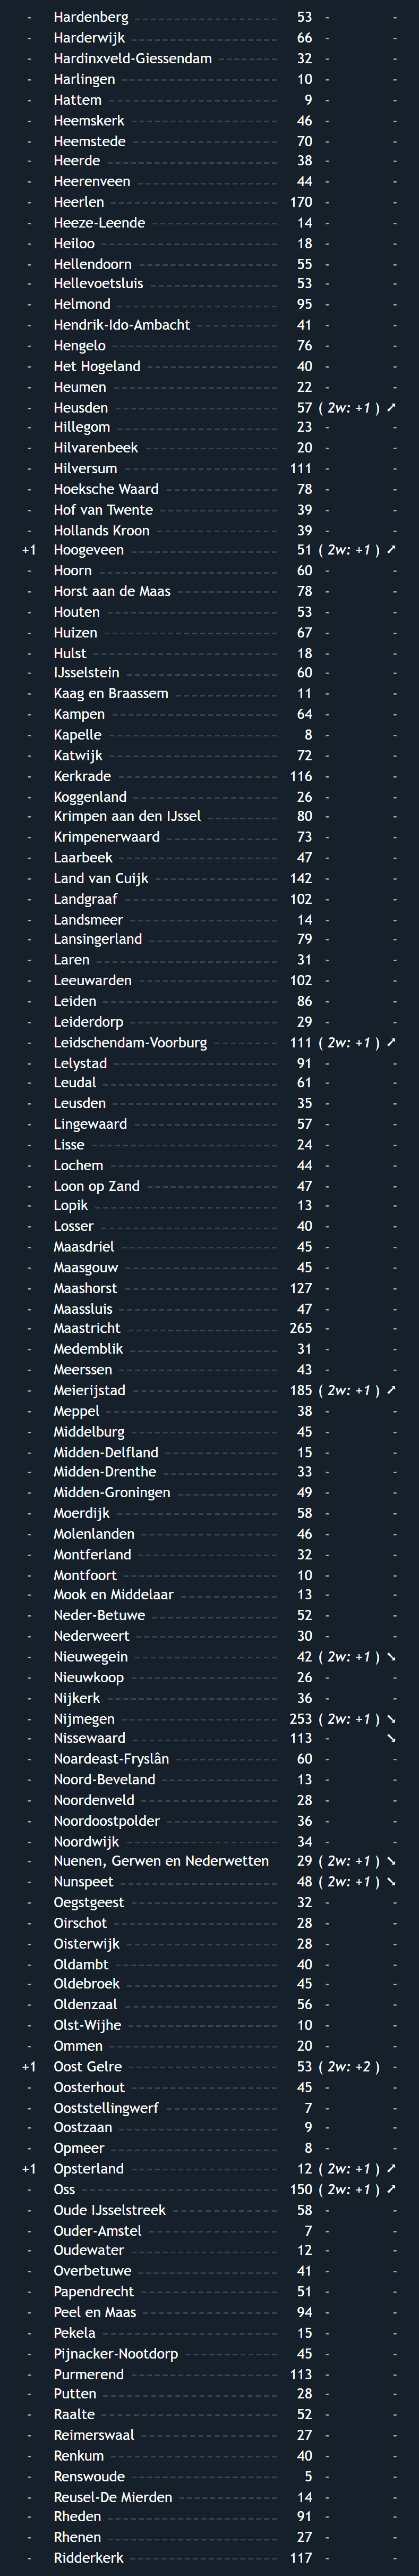 - Hardenberg 53 - -
- Harderwijk 66 - -
- Hardinxveld-Giessendam 32 - -
- Harlingen 10 - -
- Hattem 9 - -
- Heemskerk 46 - -
- Heemstede 70 - -
- Heerde 38 - -
- Heerenveen 44 - -
- Heerlen 170 - -
- Heeze-Leende 14 - -
- Heiloo 18 - -
- Hellendoorn 55 - -
- Hellevoetsluis 53 - -
- Helmond 95 - -
- Hendrik-Ido-Ambacht 41 - -
- Hengelo 76 - -
- Het Hogeland 40 - -
- Heumen 22 - -
- Heusden 57 ( 2w: +1 ) ➚
- Hillegom 23 - -
- Hilvarenbeek 20 - -
- Hilversum 111 - -
- Hoeksche Waard 78 - -
- Hof van Twente 39 - -
- Hollands Kroon 39 - -
+1 Hoogeveen 51 ( 2w: +1 ) ➚
- Hoorn 60 - -
- Horst aan de Maas 78 - -
- Houten 53 - -
- Huizen 67 - -
- Hulst 18 - -
- IJsselstein 60 - -
- Kaag en Braassem 11 - -
- Kampen 64 - -
- Kapelle 8 - -
- Katwijk 72 - -
- Kerkrade 116 - -
- Koggenland 26 - -
- Krimpen aan den IJssel 80 - -
- Krimpenerwaard 73 - -
- Laarbeek 47 - -
- Land van Cuijk 142 - -
- Landgraaf 102 - -
- Landsmeer 14 - -
- Lansingerland 79 - -
- Laren 31 - -
- Leeuwarden 102 - -
- Leiden 86 - -
- Leiderdorp 29 - -
- Leidschendam-Voorburg 111 ( 2w: +1 ) ➚
- Lelystad 91 - -
- Leudal 61 - -
- Leusden 35 - -
- Lingewaard 57 - -
- Lisse 24 - -
- Lochem 44 - -
- Loon op Zand 47 - -
- Lopik 13 - -
- Losser 40 - -
- Maasdriel 45 - -
- Maasgouw 45 - -
- Maashorst 127 - -
- Maassluis 47 - -
- Maastricht 265 - -
- Medemblik 31 - -
- Meerssen 43 - -
- Meierijstad 185 ( 2w: +1 ) ➚
- Meppel 38 - -
- Middelburg 45 - -
- Midden-Delfland 15 - -
- Midden-Drenthe 33 - -
- Midden-Groningen 49 - -
- Moerdijk 58 - -
- Molenlanden 46 - -
- Montferland 32 - -
- Montfoort 10 - -
- Mook en Middelaar 13 - -
- Neder-Betuwe 52 - -
- Nederweert 30 - -
- Nieuwegein 42 ( 2w: +1 ) ➘
- Nieuwkoop 26 - -
- Nijkerk 36 - -
- Nijmegen 253 ( 2w: +1 ) ➘
- Nissewaard 113 - ➘
- Noardeast-Fryslân 60 - -
- Noord-Beveland 13 - -
- Noordenveld 28 - -
- Noordoostpolder 36 - -
- Noordwijk 34 - -
- Nuenen, Gerwen en Nederwetten 29 ( 2w: +1 ) ➘
- Nunspeet 48 ( 2w: +1 ) ➘
- Oegstgeest 32 - -
- Oirschot 28 - -
- Oisterwijk 28 - -
- Oldambt 40 - -
- Oldebroek 45 - -
- Oldenzaal 56 - -
- Olst-Wijhe 10 - -
- Ommen 20 - -
+1 Oost Gelre 53 ( 2w: +2 ) -
- Oosterhout 45 - -
- Ooststellingwerf 7 - -
- Oostzaan 9 - -
- Opmeer 8 - -
+1 Opsterland 12 ( 2w: +1 ) ➚
- Oss 150 ( 2w: +1 ) ➚
- Oude IJsselstreek 58 - -
- Ouder-Amstel 7 - -
- Oudewater 12 - -
- Overbetuwe 41 - -
- Papendrecht 51 - -
- Peel en Maas 94 - -
- Pekela 15 - -
- Pijnacker-Nootdorp 45 - -
- Purmerend 113 - -
- Putten 28 - -
- Raalte 52 - -
- Reimerswaal 27 - -
- Renkum 40 - -
- Renswoude 5 - -
- Reusel-De Mierden 14 - -
- Rheden 91 - -
- Rhenen 27 - -
- Ridderkerk 117 - -